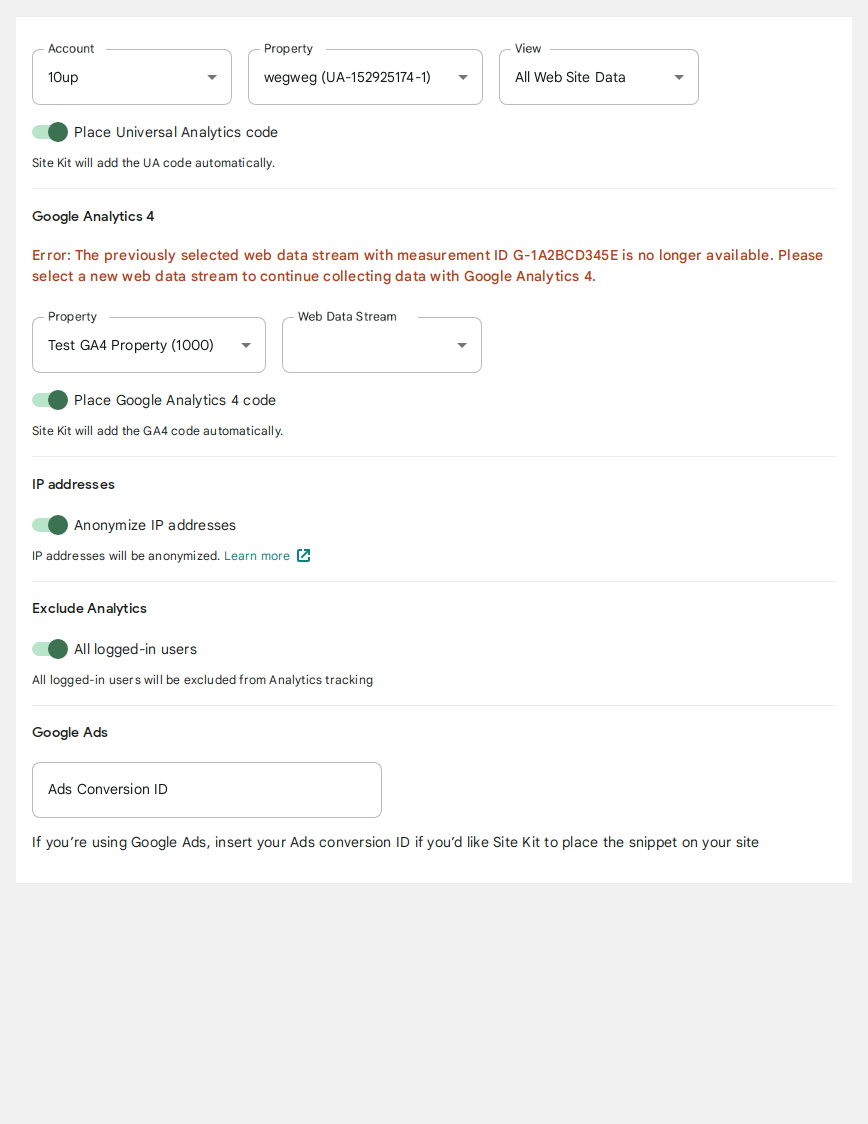 Account Property View
10up wegweg (UA-152925174-1) All Web Site Data
Place Universal Analytics code
Site Kit will add the UA code automatically.
Google Analytics 4
Error: The previously selected web data stream with measurement ID G-1A2BCD345E is no longer available. Please
select a new web data stream to continue collecting data with Google Analytics 4.
Property Web Data Stream
Test GA4 Property (1000)
Place Google Analytics 4 code
Site Kit will add the GA4 code automatically.
IP addresses
Anonymize IP addresses
IP addresses will be anonymized. Learn more
Exclude Analytics
All logged-in users
All logged-in users will be excluded from Analytics tracking
Google Ads
Ads Conversion ID
If you’re using Google Ads, insert your Ads conversion ID if you’d like Site Kit to place the snippet on your site